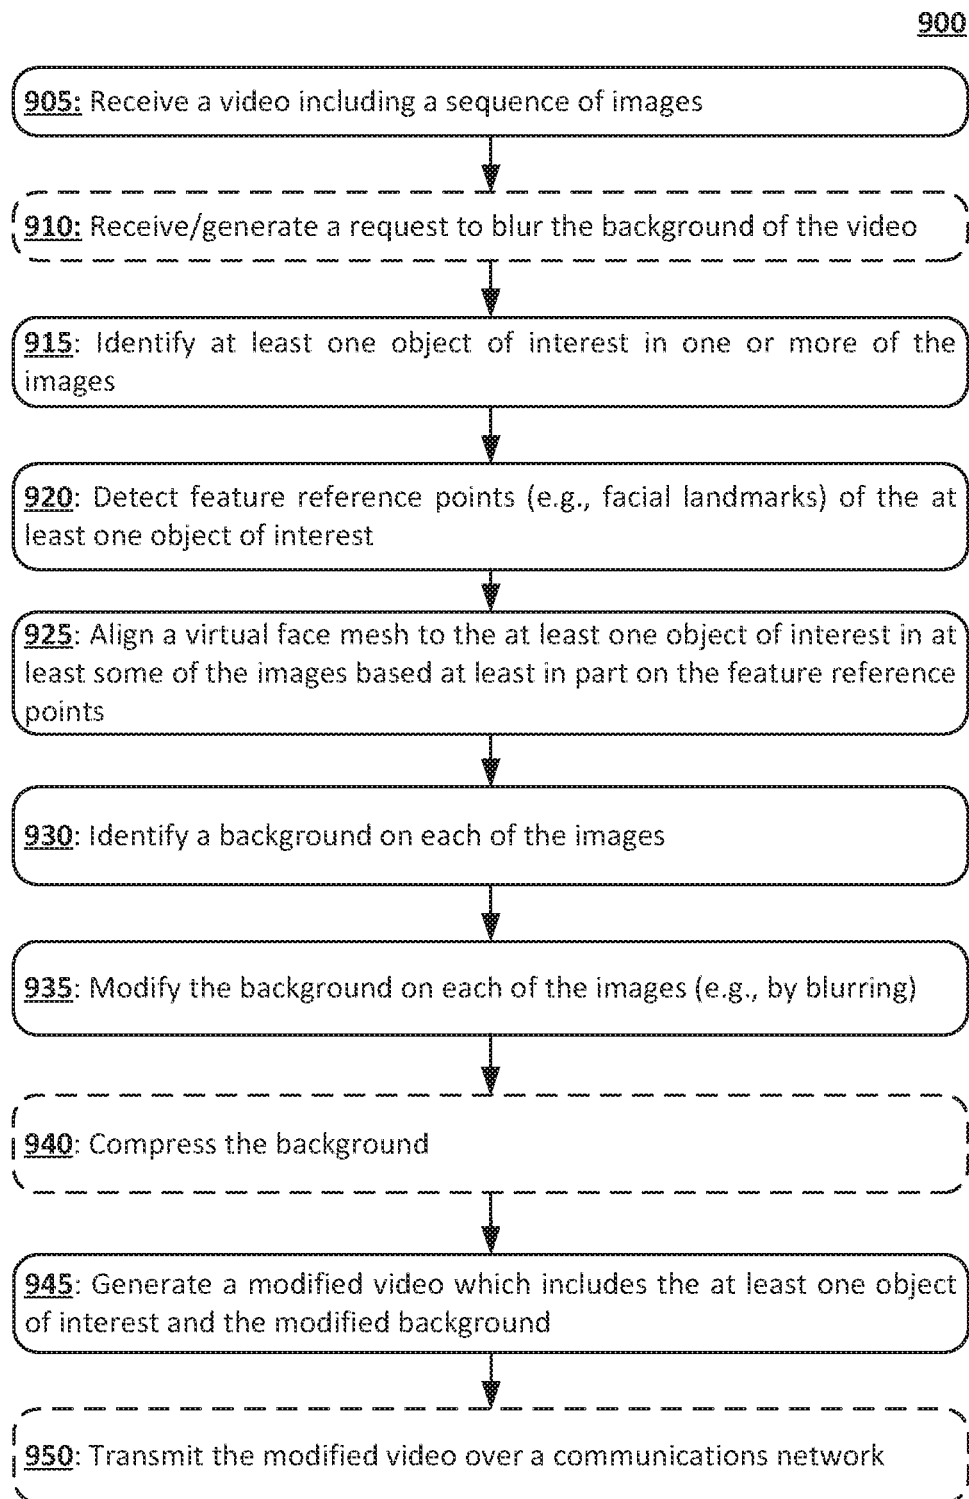 900
905: Receive a video including a sequence of images
910: Receive/generate a request to blur the background of the video
915: Identify at least one object of interest in one or more of the
images
920: Detect feature reference points (e.g., facial landmarks) of the at
least one object of interest
925: Align a virtual face mesh to the at least one object of interest in at
least some of the images based at least in part on the feature reference
points
930: Identify a background on each of the images
935: Modify the background on each of the images (e.g., by blurring)
940: Compress the background
945: Generate a modified video which includes the at least one object
of interest and the modified background
950: Transmit the modified video over a communications network